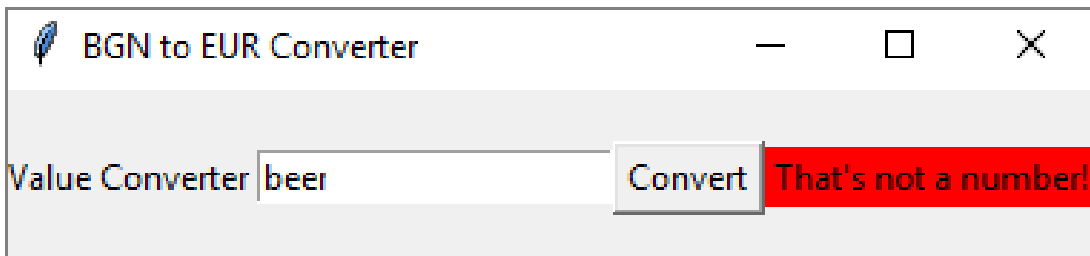 BGN to EUR Converter
Value Converter beer Convert That's not a number!